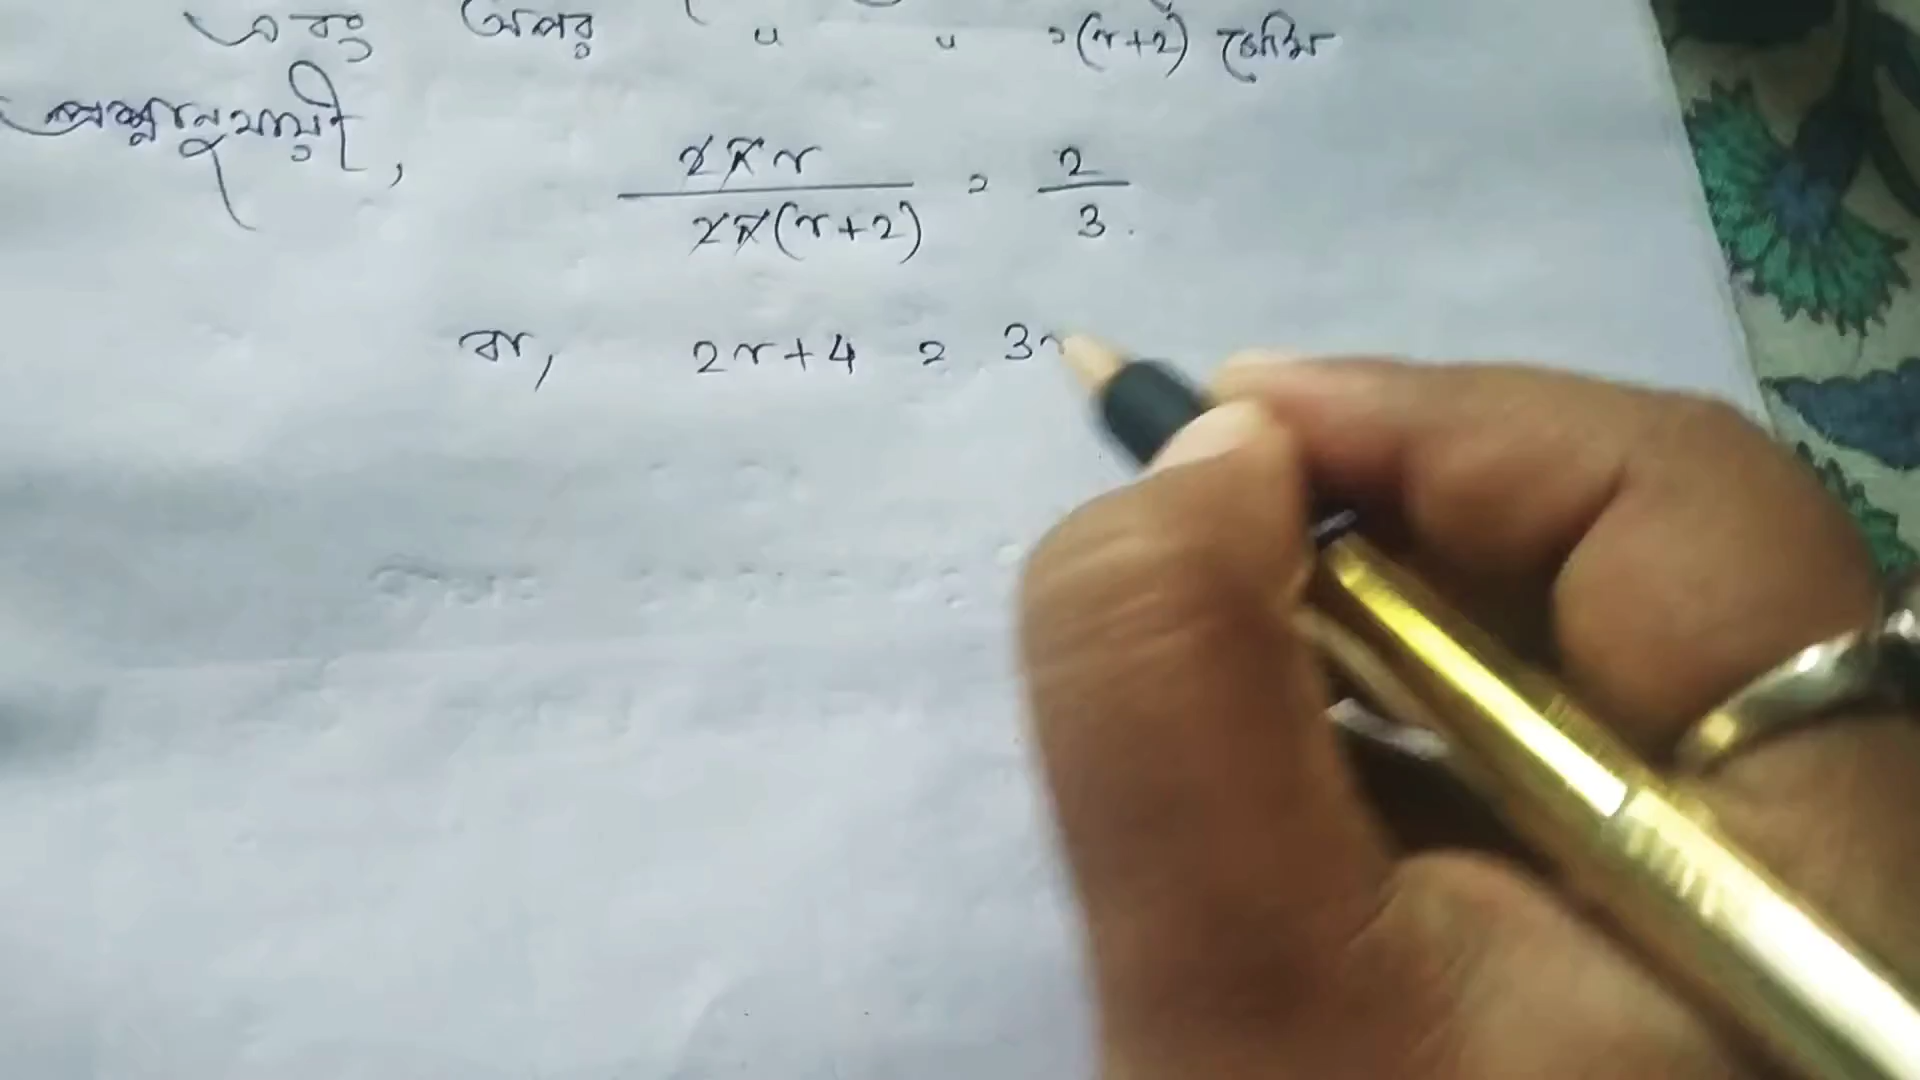 এবং অপর " " = (r+2) সেমি
প্রশ্নানুযায়ী, 2πr / 2π(r+2) = 2/3
বা, 2r+4 = 3r